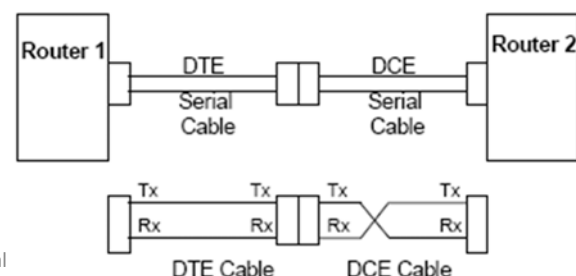 Router 1
DTE
Serial
Cable
DCE
Serial
Cable
Router 2
Tx Tx Tx Tx
Rx Rx Rx Rx
DTE Cable DCE Cable